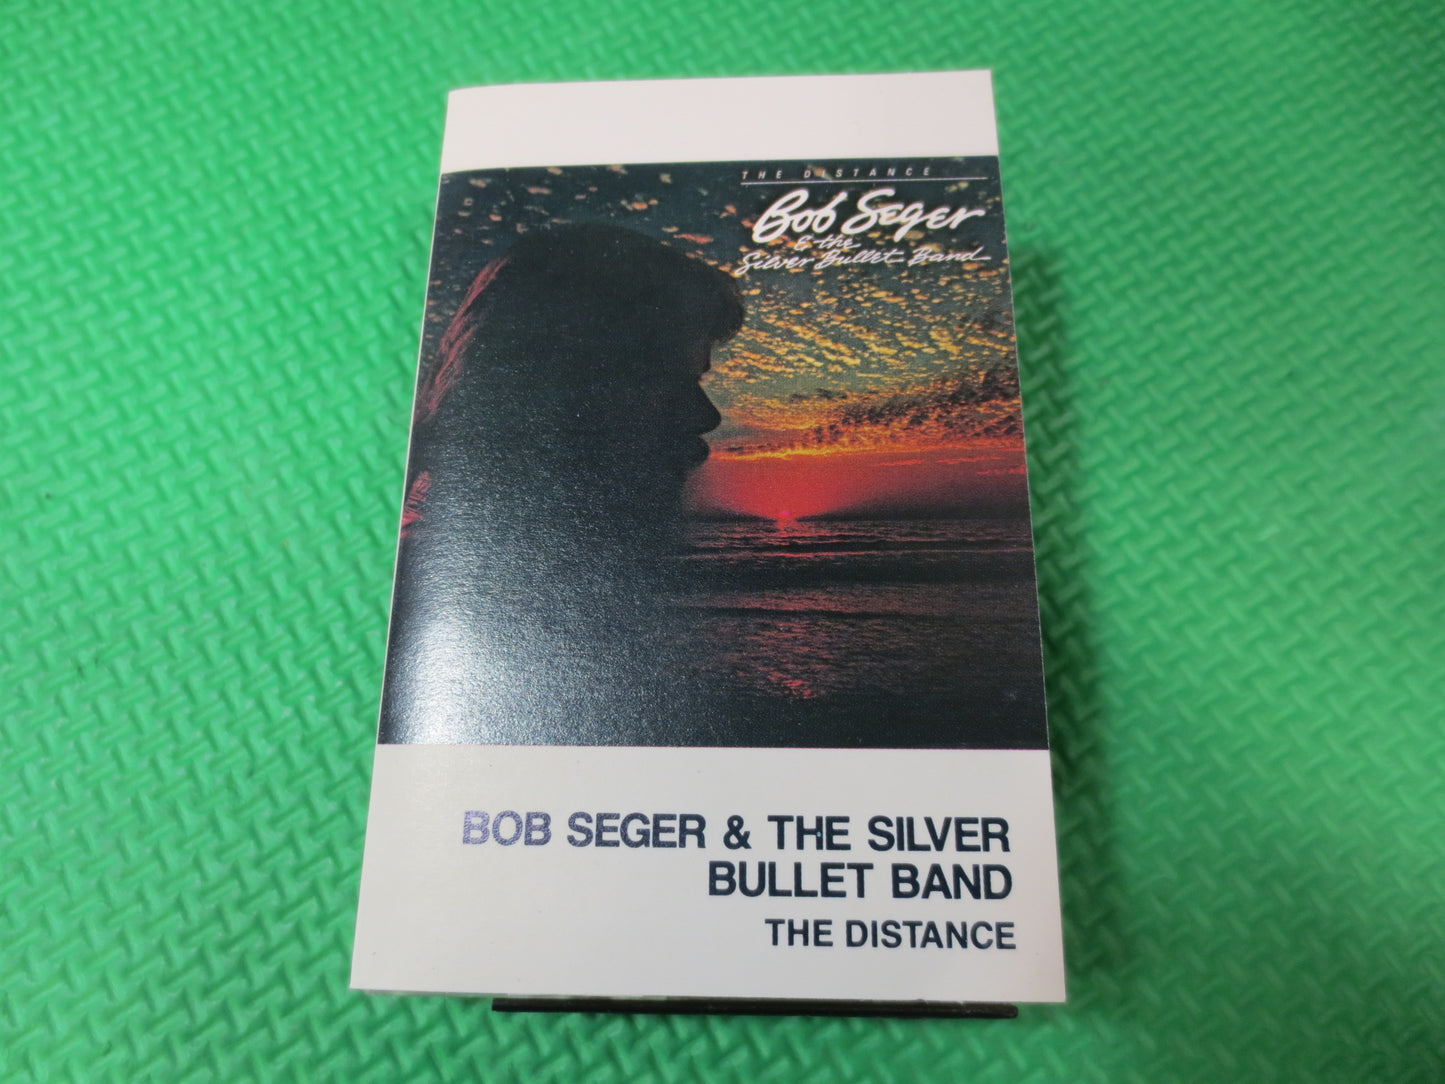 THE DISTANCE
Bob Seger
& the
Silver Bullet Band
BOB SEGER & THE SILVER
BULLET BAND
THE DISTANCE